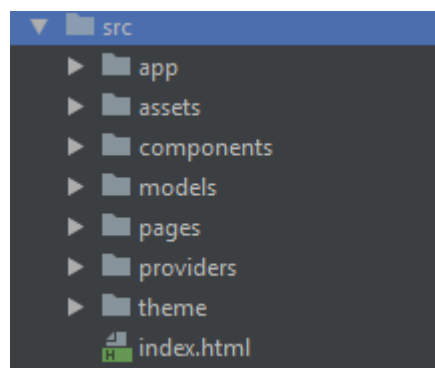 src
app
assets
components
models
pages
providers
theme
H
index.html